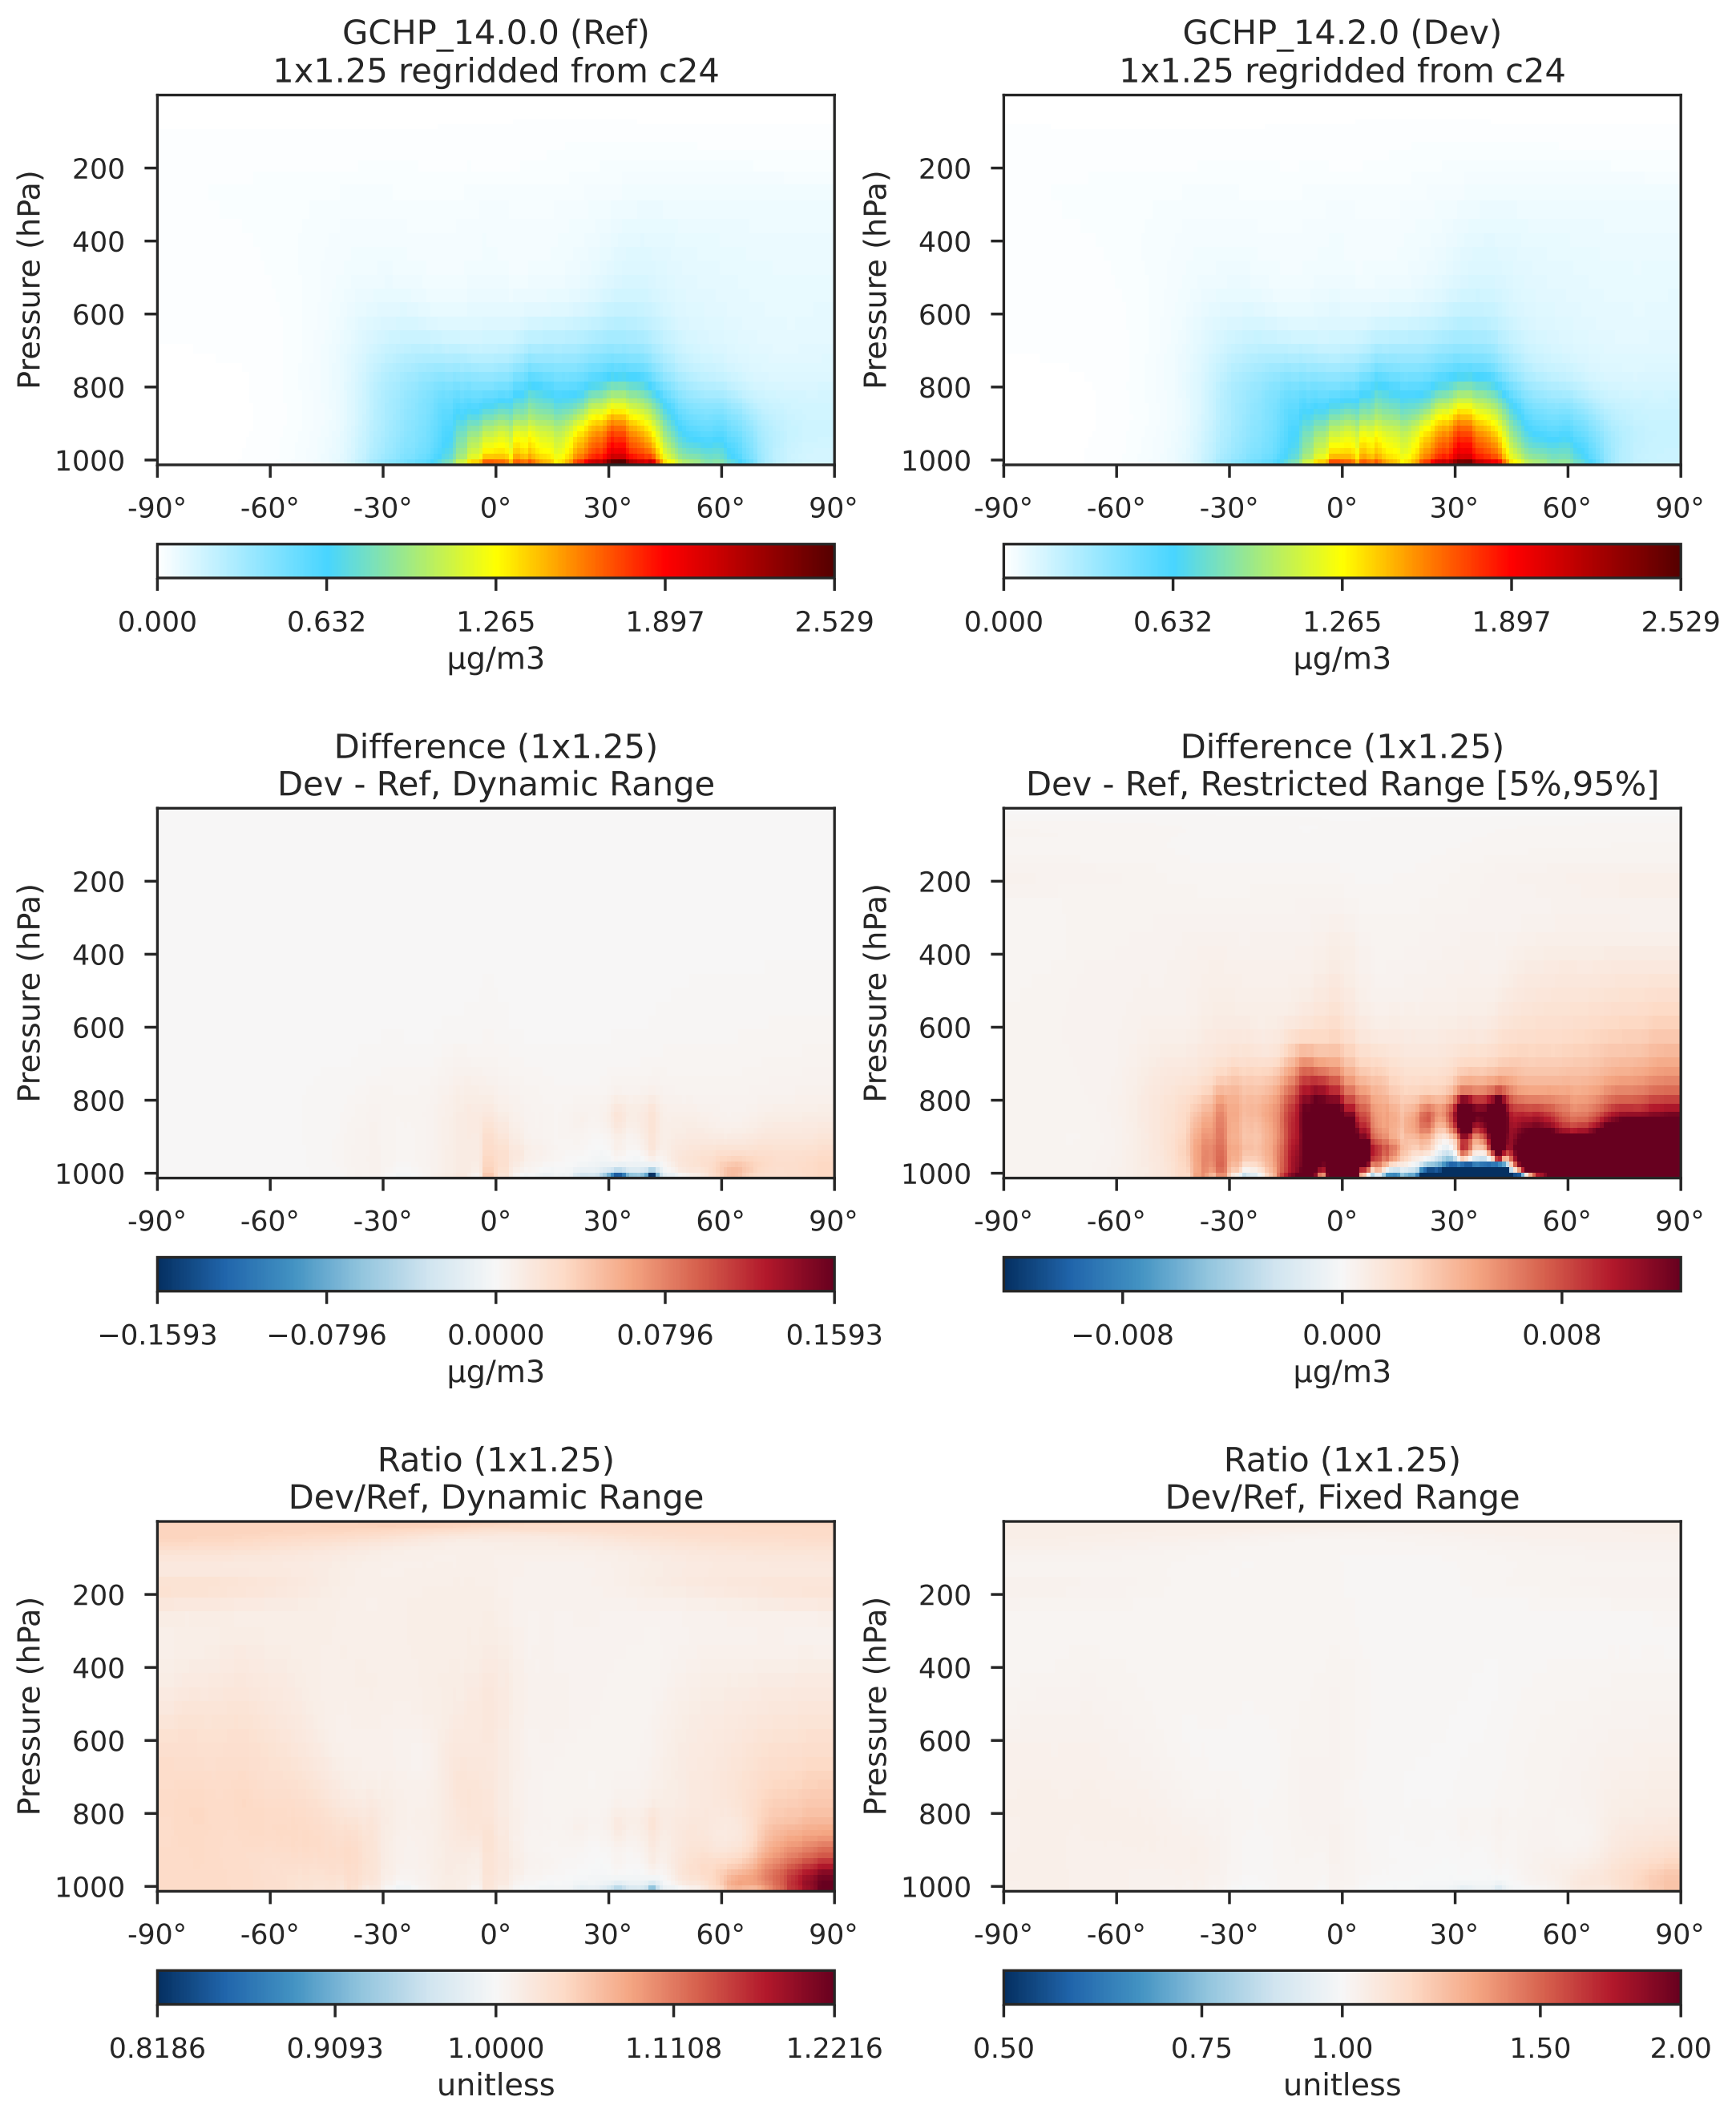 GCHP_14.0.0 (Ref)
1x1.25 regridded from c24
Pressure (hPa)
200
400
600
800
1000
-90° -60° -30° 0° 30° 60° 90°
0.000 0.632 1.265 1.897 2.529
µg/m3
GCHP_14.2.0 (Dev)
1x1.25 regridded from c24
Pressure (hPa)
200
400
600
800
1000
-90° -60° -30° 0° 30° 60° 90°
0.000 0.632 1.265 1.897 2.529
µg/m3
Difference (1x1.25)
Dev - Ref, Dynamic Range
Pressure (hPa)
200
400
600
800
1000
-90° -60° -30° 0° 30° 60° 90°
−0.1593 −0.0796 0.0000 0.0796 0.1593
µg/m3
Difference (1x1.25)
Dev - Ref, Restricted Range [5%,95%]
Pressure (hPa)
200
400
600
800
1000
-90° -60° -30° 0° 30° 60° 90°
−0.008 0.000 0.008
µg/m3
Ratio (1x1.25)
Dev/Ref, Dynamic Range
Pressure (hPa)
200
400
600
800
1000
-90° -60° -30° 0° 30° 60° 90°
0.8186 0.9093 1.0000 1.1108 1.2216
unitless
Ratio (1x1.25)
Dev/Ref, Fixed Range
Pressure (hPa)
200
400
600
800
1000
-90° -60° -30° 0° 30° 60° 90°
0.50 0.75 1.00 1.50 2.00
unitless